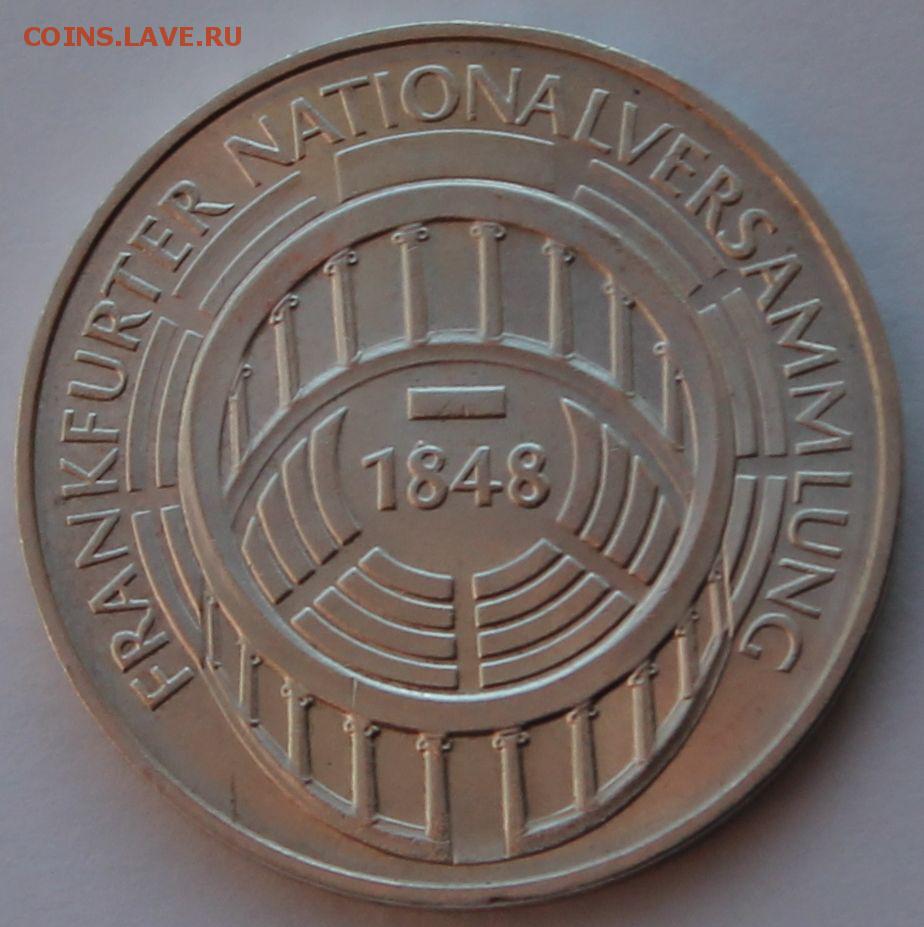 COINS.LAVE.RU
FRANKFURTER NATIONALVERSAMMLUNG
1848